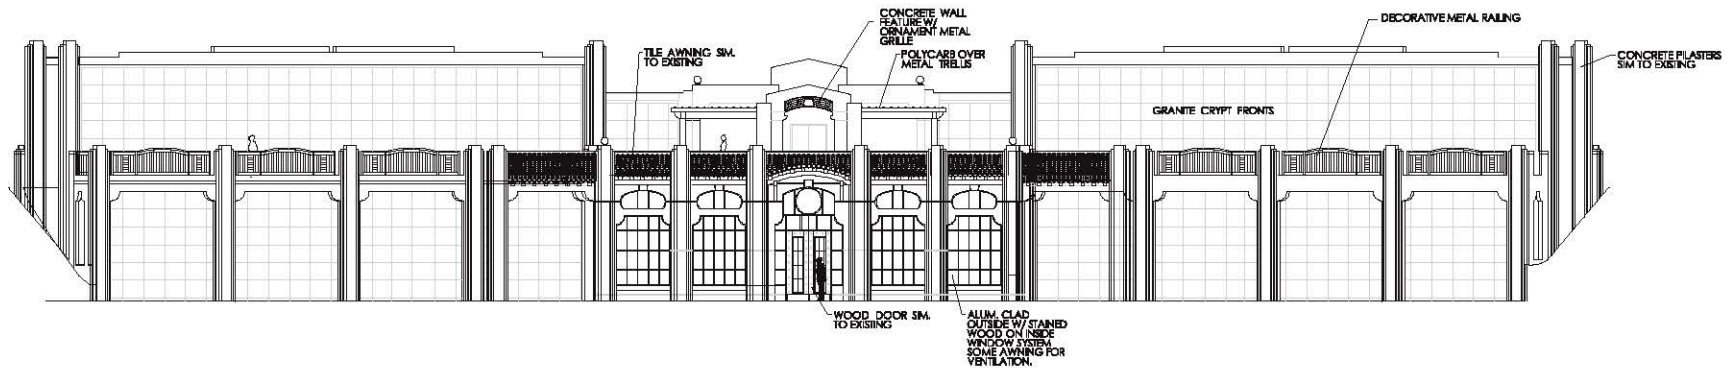 CONCRETE WALL
FEATURE W/
ORNAMENT METAL
GRILLE
DECORATIVE METAL RAILING
TILE AWNING SIM.
TO EXISTING
POLYCARB OVER
METAL TRELLIS
CONCRETE PILASTERS
SIM TO EXISTING
GRANITE CRYPT FRONTS
WOOD DOOR SIM.
TO EXISTING
ALUM. CLAD
OUTSIDE W/ STAINED
WOOD ON INSIDE
WINDOW SYSTEM
SOME AWNING FOR
VENTILATION.